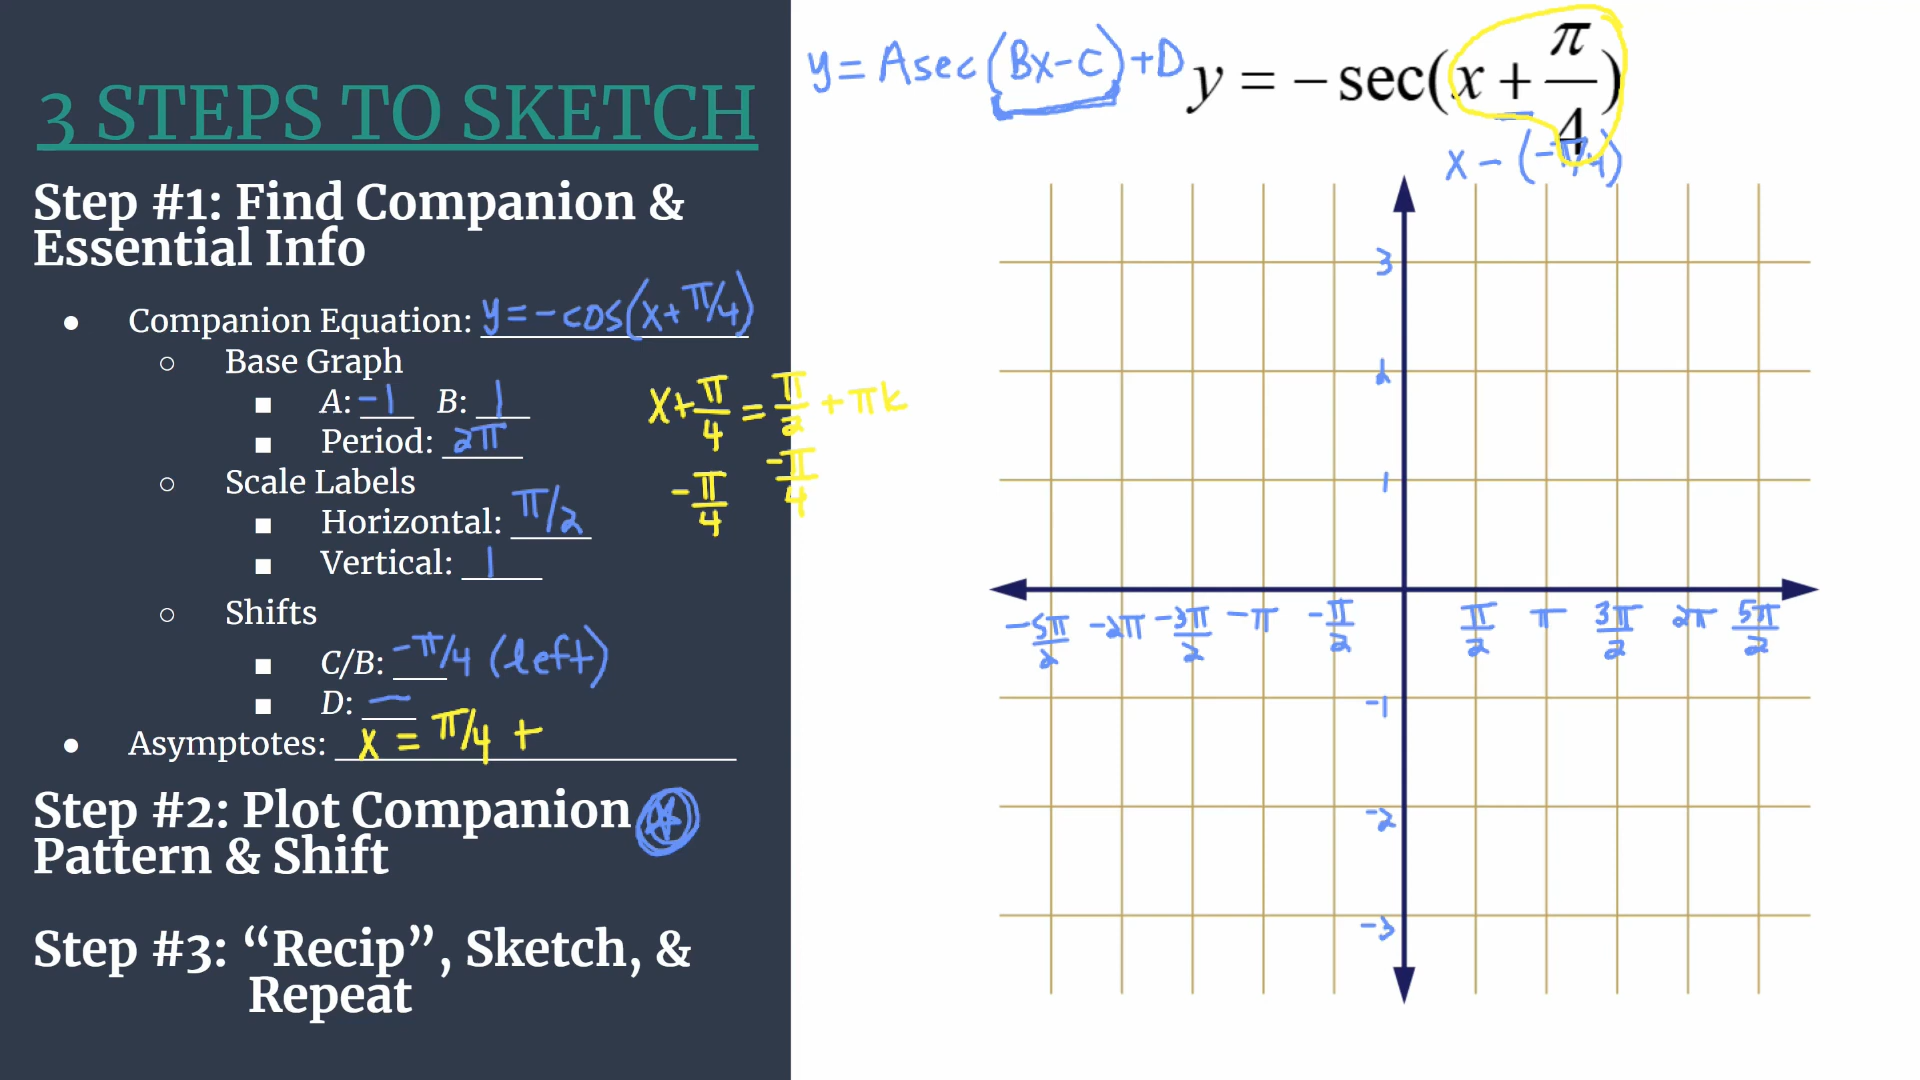 3 STEPS TO SKETCH
Step #1: Find Companion &
Essential Info
● Companion Equation: y = -cos(x + π/4)
○ Base Graph
■ A: -1 B: 1
■ Period: 2π
○ Scale Labels
■ Horizontal: π/2
■ Vertical: 1
○ Shifts
■ C/B: -π/4 (left)
■ D: —
● Asymptotes: x = π/4 +
Step #2: Plot Companion
Pattern & Shift
Step #3: “Recip”, Sketch, &
Repeat
x + π/4 = π/2 + πk
-π/4 -π/4
y = A sec(Bx - C) + D
y = − sec(x + π/4)
x - (-π/4)
3
2
1
-5π/2 -2π -3π/2 -π -π/2 π/2 π 3π/2 2π 5π/2
-1
-2
-3